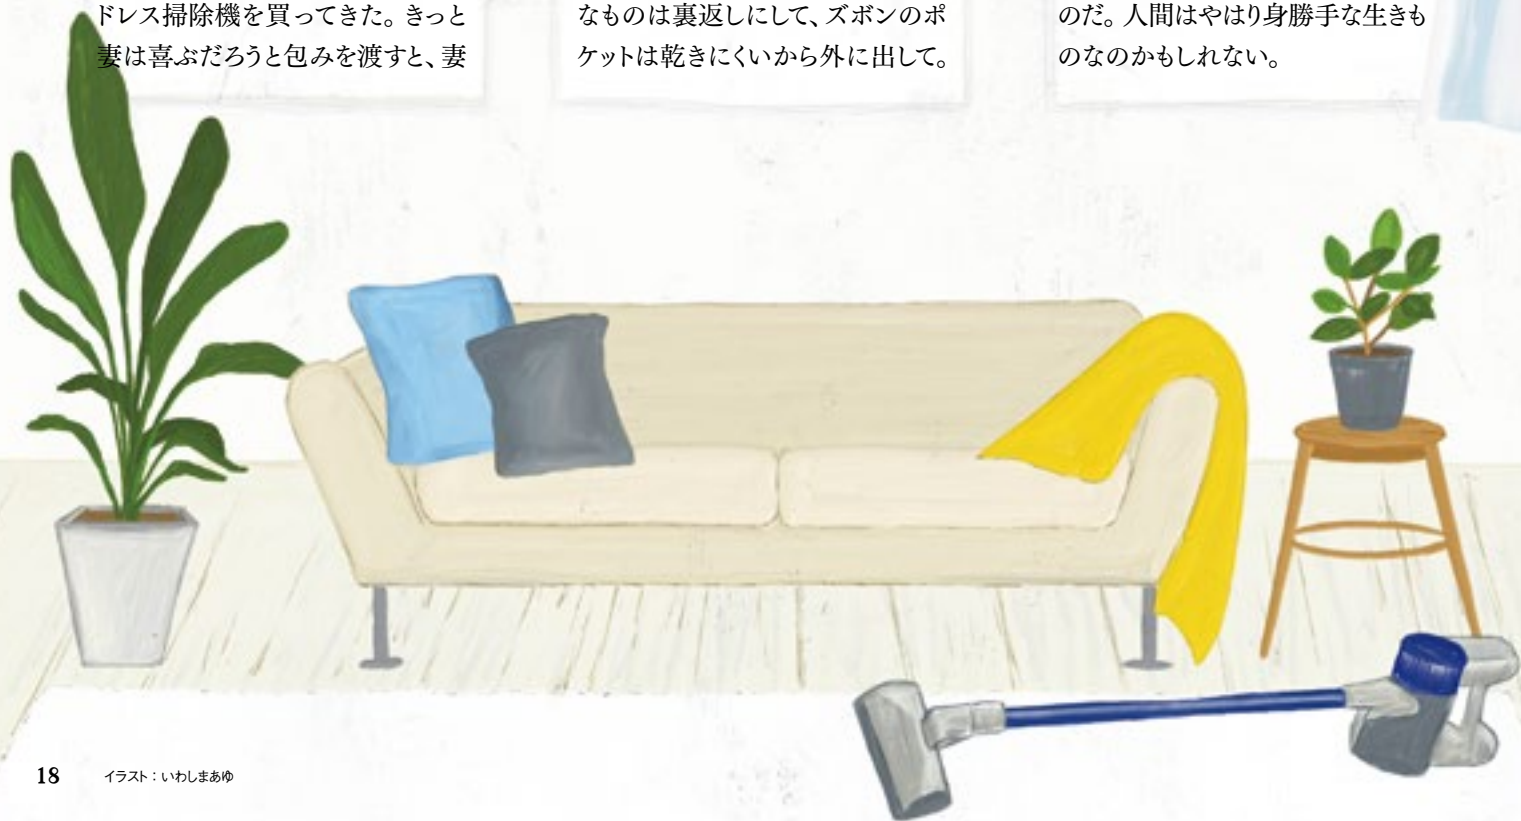 ドレス掃除機を買ってきた。きっと
妻は喜ぶだろうと包みを渡すと、妻
なものは裏返しにして、ズボンのポ
ケットは乾きにくいから外に出して。
のだ。人間はやはり身勝手な生きも
のなのかもしれない。
18
イラスト：いわしまあゆ